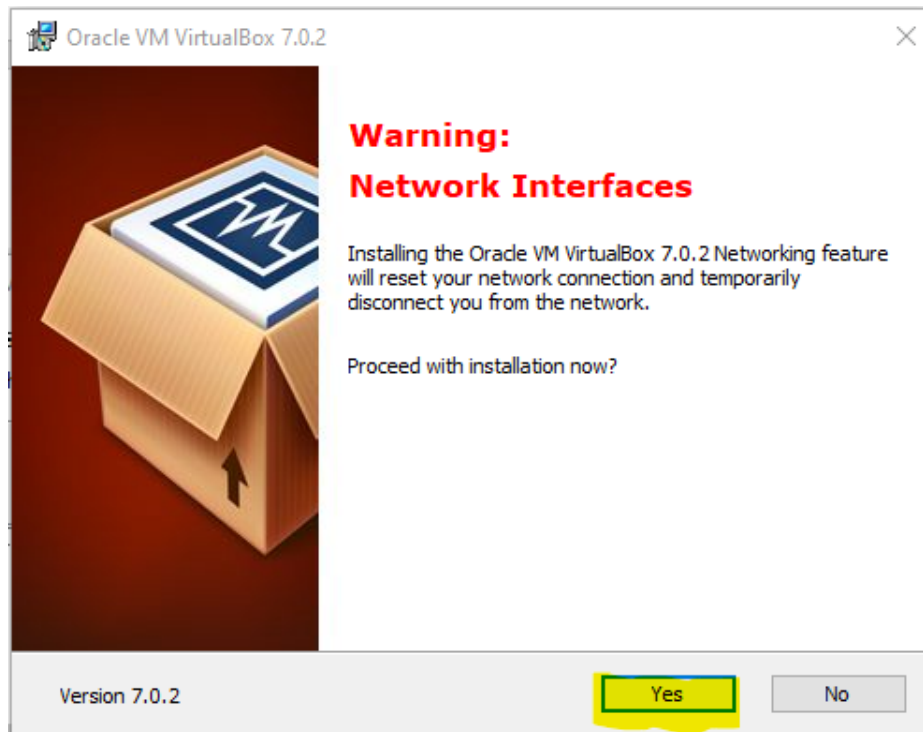 Oracle VM VirtualBox 7.0.2
Warning:
Network Interfaces
Installing the Oracle VM VirtualBox 7.0.2 Networking feature
will reset your network connection and temporarily
disconnect you from the network.
Proceed with installation now?
Version 7.0.2
Yes
No